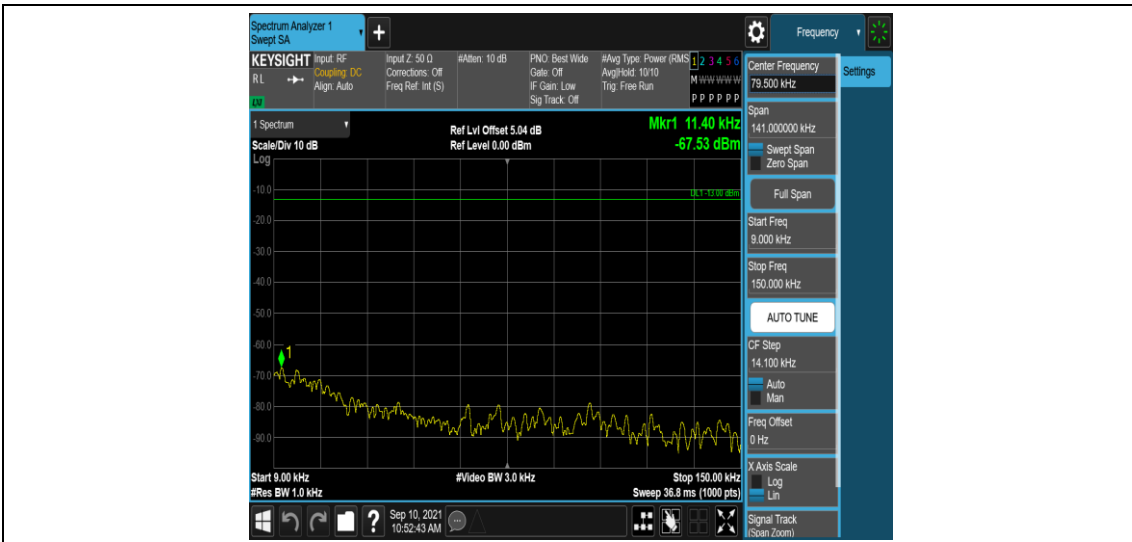 Spectrum Analyzer 1
Swept SA
+
Frequency
KEYSIGHT
RL
LXI
Input: RF
Coupling: DC
Align: Auto
Input Z: 50 Ω
Corrections: Off
Freq Ref: Int (S)
#Atten: 10 dB
PNO: Best Wide
Gate: Off
IF Gain: Low
Sig Track: Off
#Avg Type: Power (RMS
Avg|Hold: 10/10
Trig: Free Run
1 2 3 4 5 6
M W W W W W
P P P P P P
1 Spectrum
Scale/Div 10 dB
Ref Lvl Offset 5.04 dB
Ref Level 0.00 dBm
Mkr1 11.40 kHz
-67.53 dBm
Log
DL1 -13.00 dBm
-10.0
-20.0
-30.0
-40.0
-50.0
-60.0
-70.0
-80.0
-90.0
1
Start 9.00 kHz
#Res BW 1.0 kHz
#Video BW 3.0 kHz
Stop 150.00 kHz
Sweep 36.8 ms (1000 pts)
Center Frequency
79.500 kHz
Settings
Span
141.000000 kHz
Swept Span
Zero Span
Full Span
Start Freq
9.000 kHz
Stop Freq
150.000 kHz
AUTO TUNE
CF Step
14.100 kHz
Auto
Man
Freq Offset
0 Hz
X Axis Scale
Log
Lin
Signal Track
(Span Zoom)
?
Sep 10, 2021
10:52:43 AM